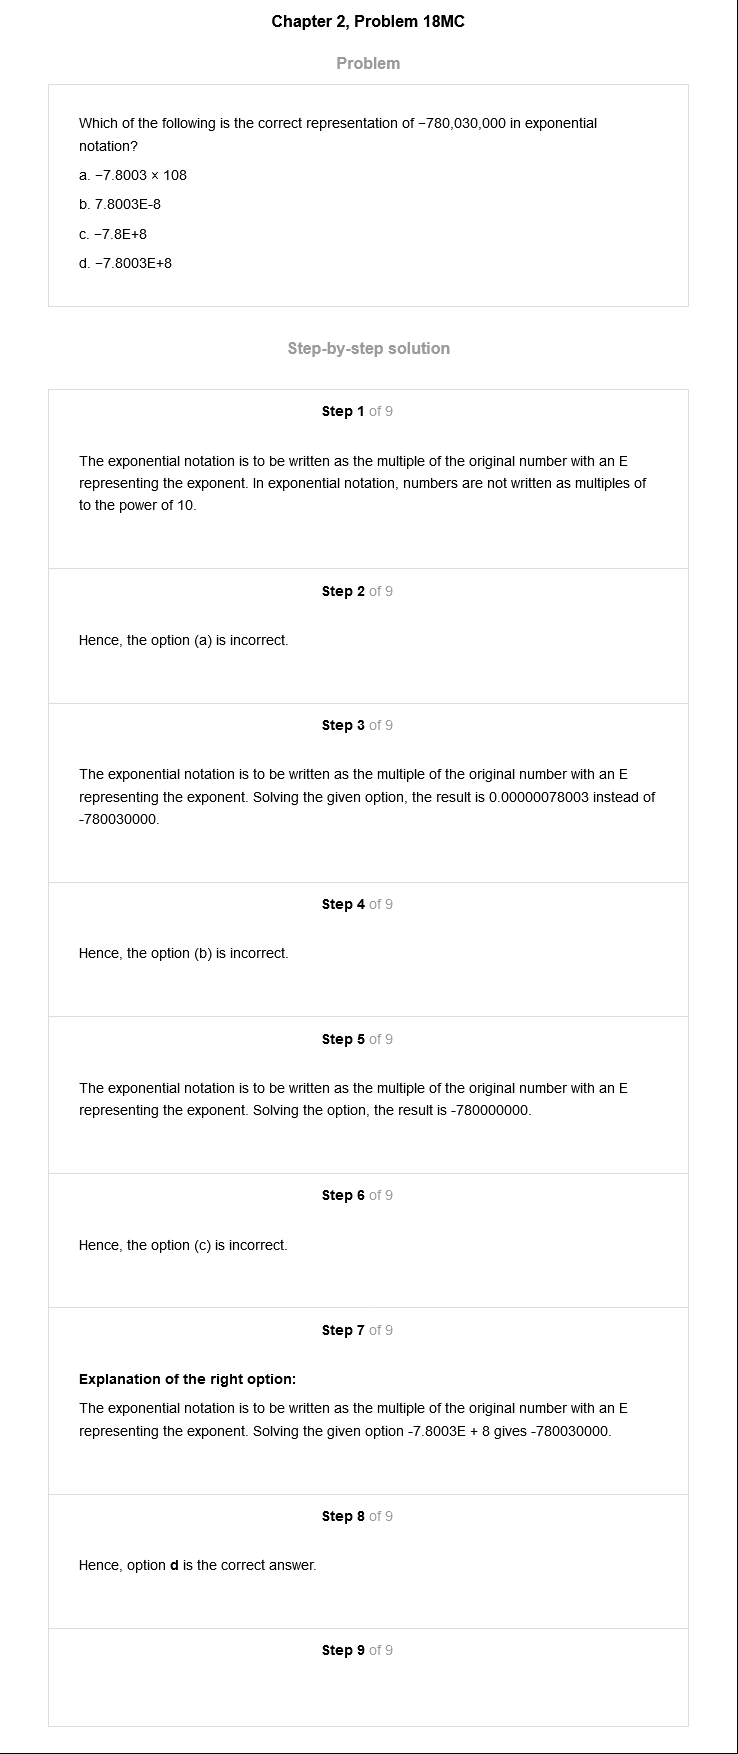 Chapter 2, Problem 18MC
Problem
Which of the following is the correct representation of −780,030,000 in exponential
notation?
a. −7.8003 × 108
b. 7.8003E-8
c. −7.8E+8
d. −7.8003E+8
Step-by-step solution
Step 1 of 9
The exponential notation is to be written as the multiple of the original number with an E
representing the exponent. In exponential notation, numbers are not written as multiples of
to the power of 10.
Step 2 of 9
Hence, the option (a) is incorrect.
Step 3 of 9
The exponential notation is to be written as the multiple of the original number with an E
representing the exponent. Solving the given option, the result is 0.00000078003 instead of
-780030000.
Step 4 of 9
Hence, the option (b) is incorrect.
Step 5 of 9
The exponential notation is to be written as the multiple of the original number with an E
representing the exponent. Solving the option, the result is -780000000.
Step 6 of 9
Hence, the option (c) is incorrect.
Step 7 of 9
Explanation of the right option:
The exponential notation is to be written as the multiple of the original number with an E
representing the exponent. Solving the given option -7.8003E + 8 gives -780030000.
Step 8 of 9
Hence, option d is the correct answer.
Step 9 of 9